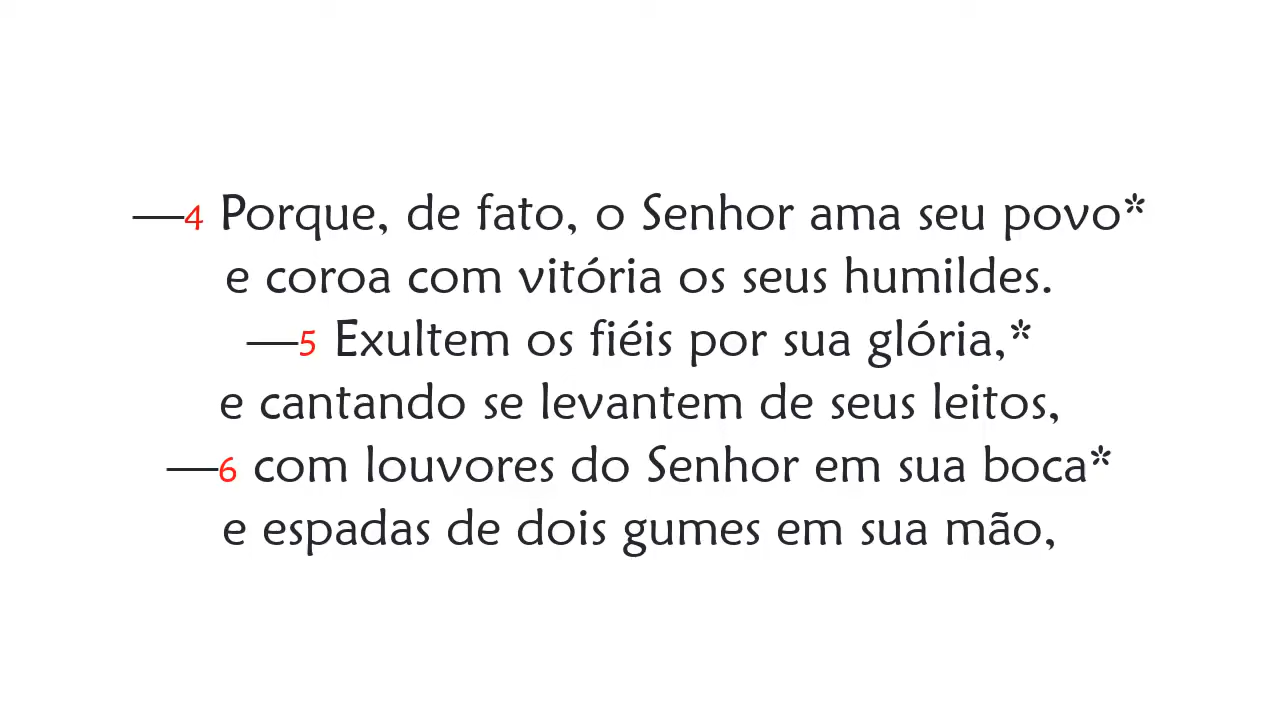 —4 Porque, de fato, o Senhor ama seu povo*
e coroa com vitória os seus humildes.
—5 Exultem os fiéis por sua glória,*
e cantando se levantem de seus leitos,
—6 com louvores do Senhor em sua boca*
e espadas de dois gumes em sua mão,